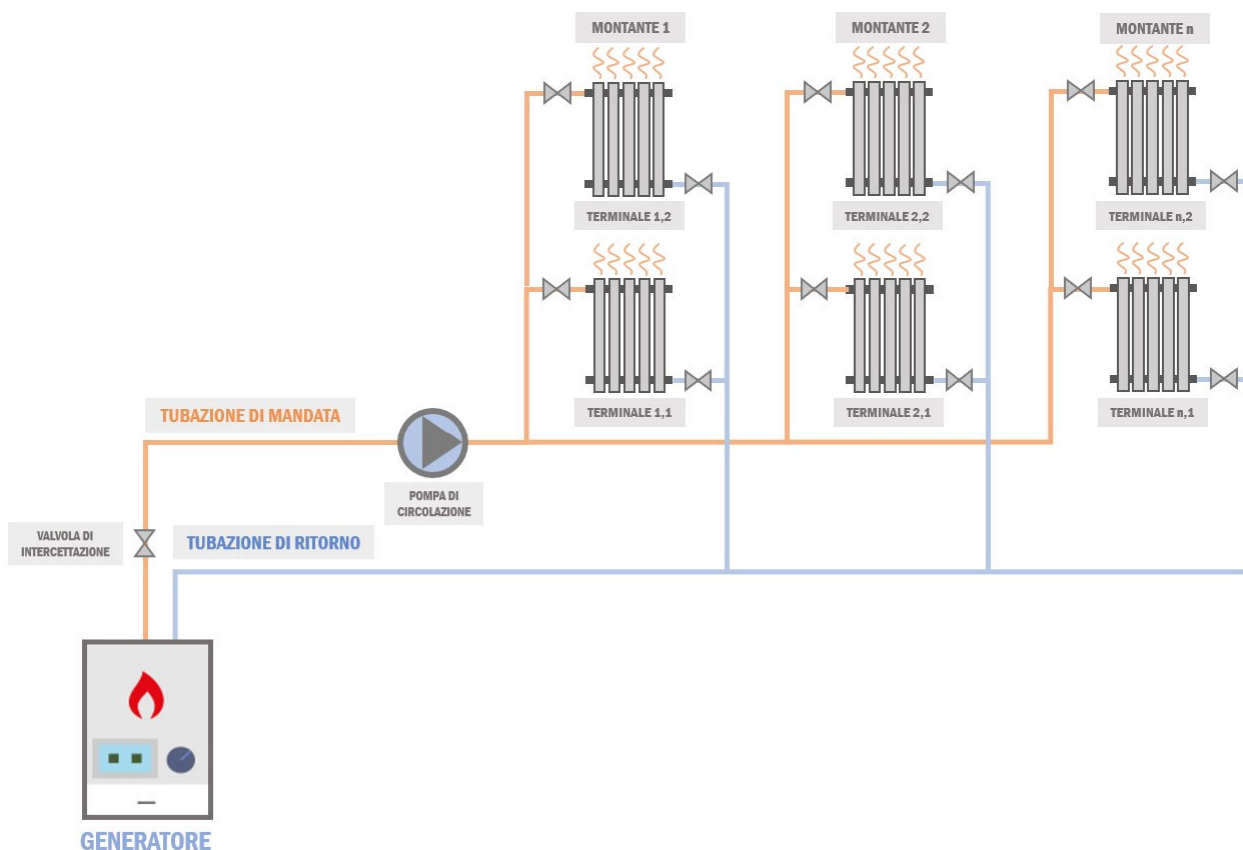 MONTANTE 1
MONTANTE 2
MONTANTE n
TERMINALE 1,2
TERMINALE 2,2
TERMINALE n,2
TERMINALE 1,1
TERMINALE 2,1
TERMINALE n,1
TUBAZIONE DI MANDATA
POMPA DI
CIRCOLAZIONE
VALVOLA DI
INTERCETTAZIONE
TUBAZIONE DI RITORNO
GENERATORE